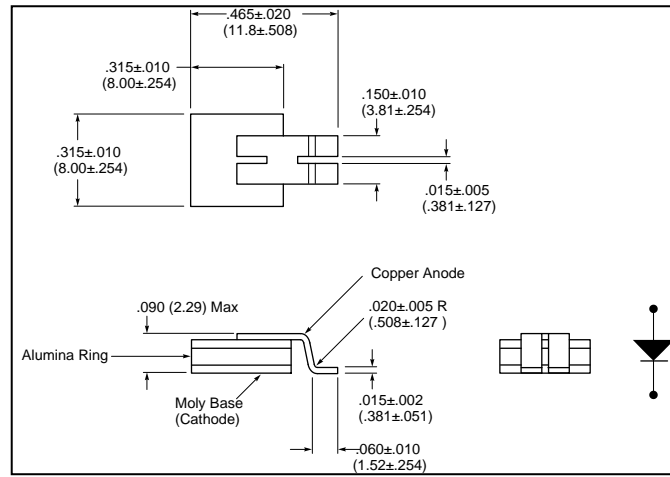 .465±.020
(11.8±.508)
.315±.010
(8.00±.254)
.150±.010
(3.81±.254)
.315±.010
(8.00±.254)
.015±.005
(.381±.127)
Copper Anode
.090 (2.29) Max
.020±.005 R
(.508±.127 )
Alumina Ring
Moly Base
(Cathode)
.015±.002
(.381±.051)
.060±.010
(1.52±.254)